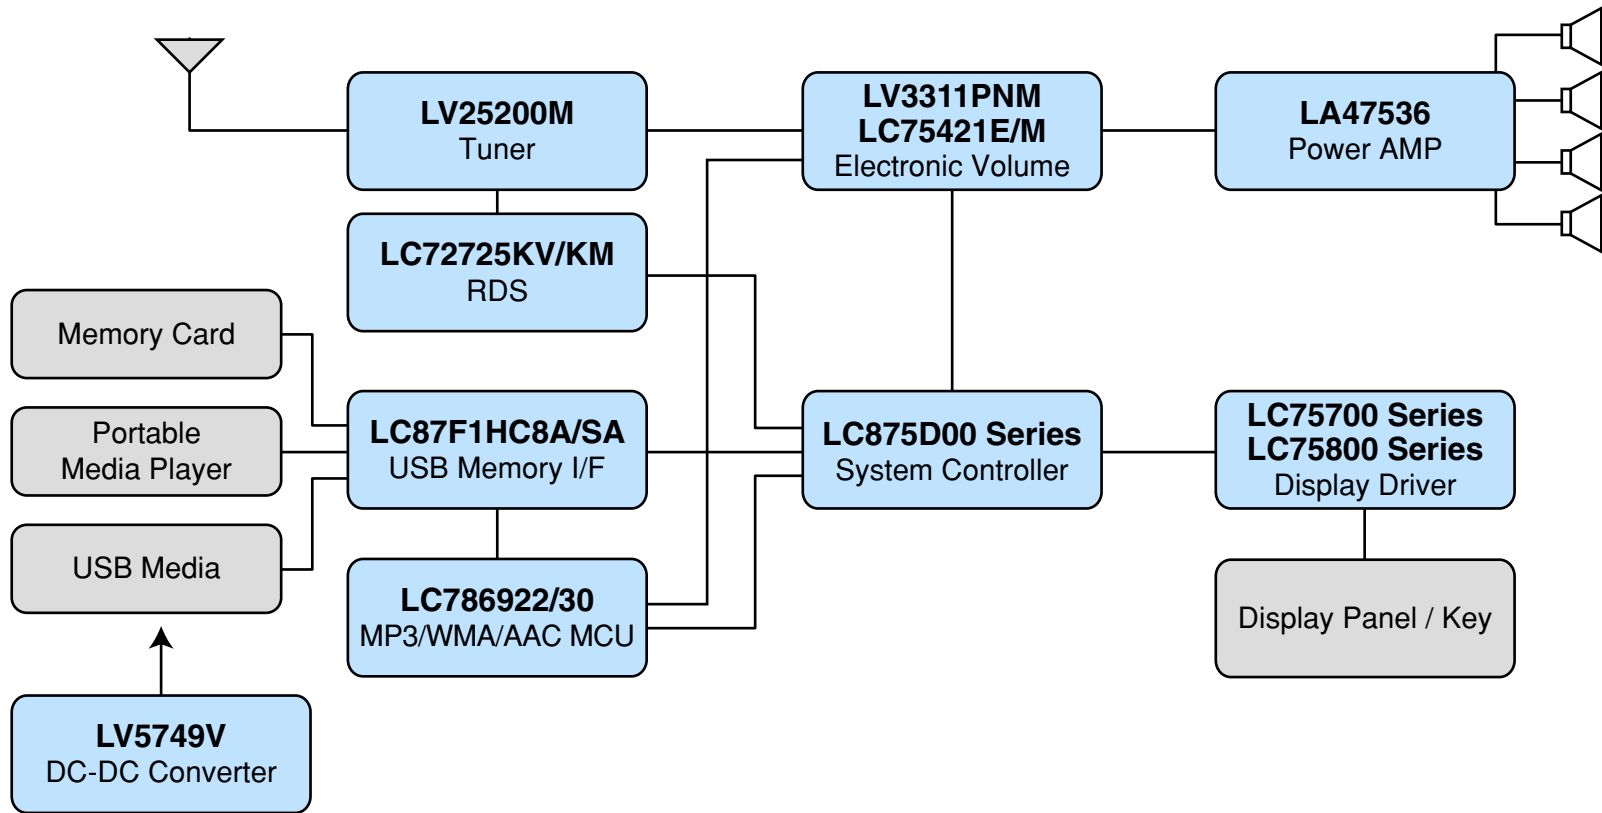 LV25200M
Tuner
LV3311PNM
LC75421E/M
Electronic Volume
LA47536
Power AMP
LC72725KV/KM
RDS
Memory Card
Portable
Media Player
USB Media
LC87F1HC8A/SA
USB Memory I/F
LC875D00 Series
System Controller
LC75700 Series
LC75800 Series
Display Driver
LC786922/30
MP3/WMA/AAC MCU
Display Panel / Key
LV5749V
DC-DC Converter